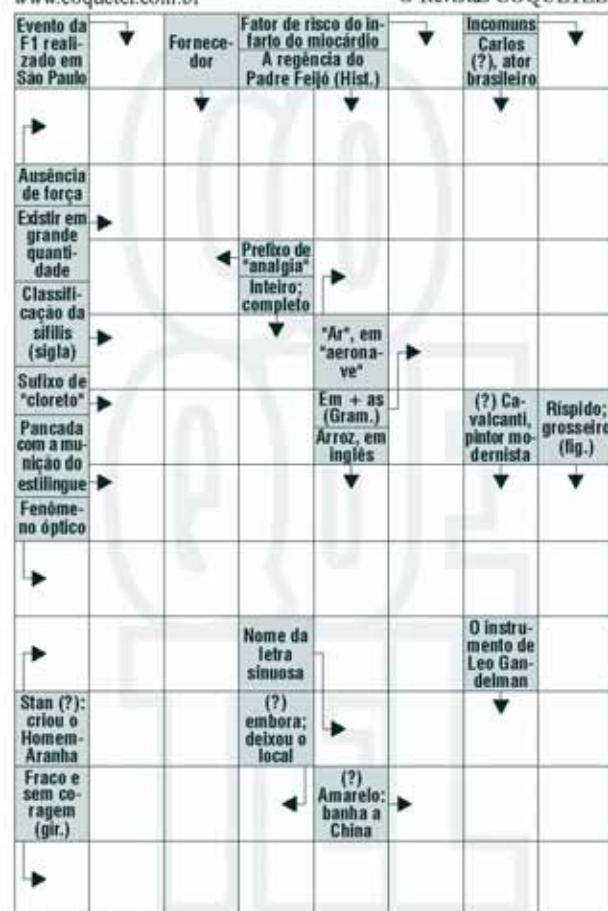 www.coquetel.com.br
Evento da
F1 reali-
zado em
São Paulo
Fornece-
dor
Fator de risco do in-
farto do miocárdio
A regência do
Padre Feijó (Hist.)
Incomuns
Carlos
(?), ator
brasileiro
Ausência
de força
Existir em
grande
quanti-
dade
Prefixo de
"analgia"
Inteiro;
completo
Classifi-
cação da
sífilis
(sigla)
"Ar", em
"aerona-
ve"
Sufixo de
"cloreto"
Em + as
(Gram.)
Arroz, em
inglês
(?) Ca-
valcanti,
pintor mo-
dernista
Ríspido;
grosseiro
(fig.)
Pancada
com a mu-
nição do
estilingue
Fenôme-
no óptico
Nome da
letra
sinuosa
O instru-
mento de
Leo Gan-
delman
Stan (?):
criou o
Homem-
Aranha
(?)
embora:
deixou o
local
Fraco e
sem co-
ragem
(gír.)
(?)
Amarelo:
banha a
China